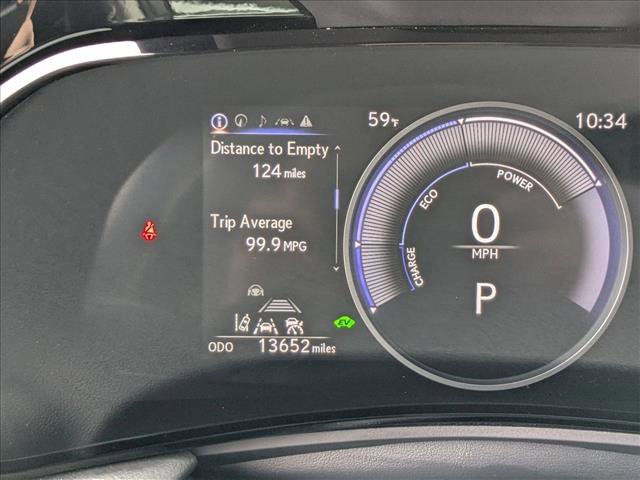 59°F
10:34
Distance to Empty
124 miles
Trip Average
99.9 MPG
ODO 13652 miles
EV
CHARGE
ECO
POWER
0
MPH
P